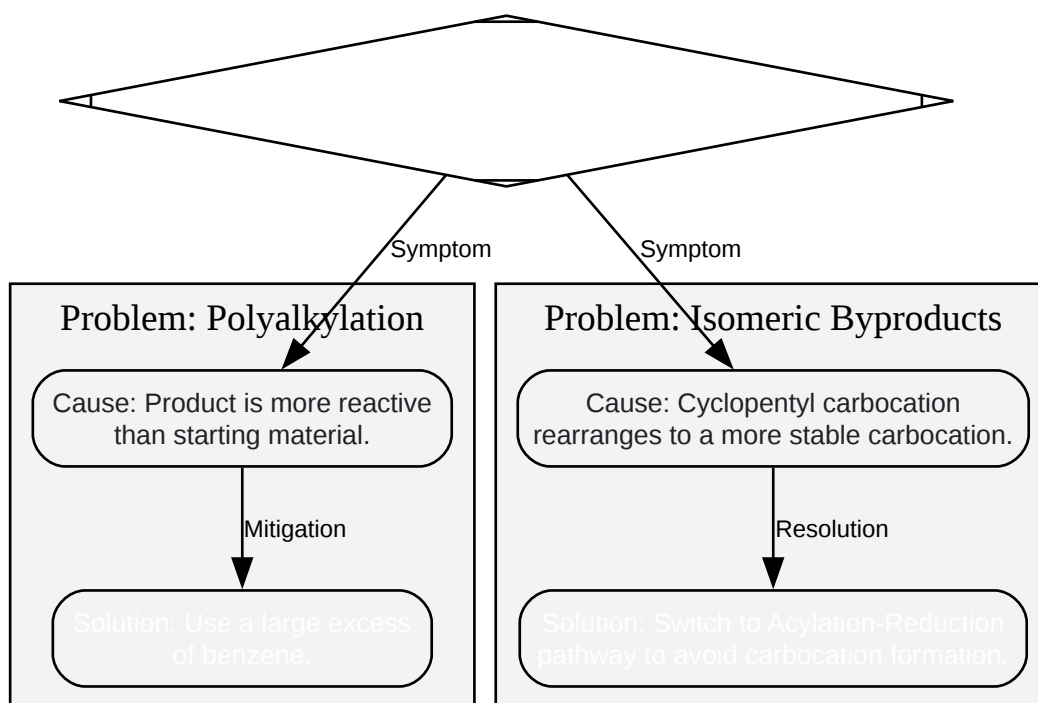 Symptom
Symptom
Problem: Polyalkylation
Cause: Product is more reactive
than starting material.
Mitigation
Solution: Use a large excess
of benzene.
Problem: Isomeric Byproducts
Cause: Cyclopentyl carbocation
rearranges to a more stable carbocation.
Resolution
Solution: Switch to Acylation-Reduction
pathway to avoid carbocation formation.